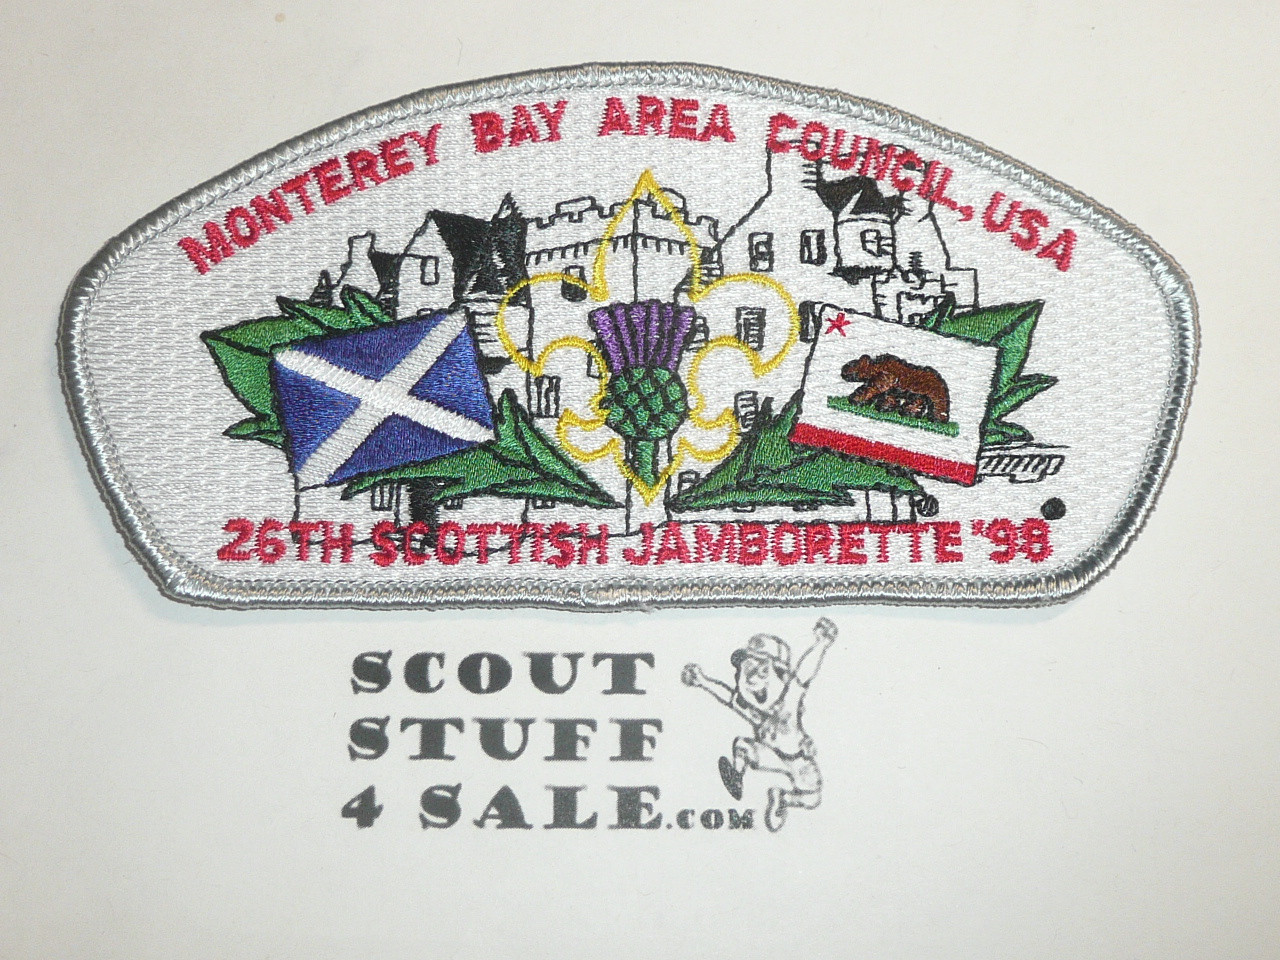 MONTEREY BAY AREA COUNCIL, USA
26TH SCOTTISH JAMBORETTE '98
SCOUT
STUFF
4 SALE.COM